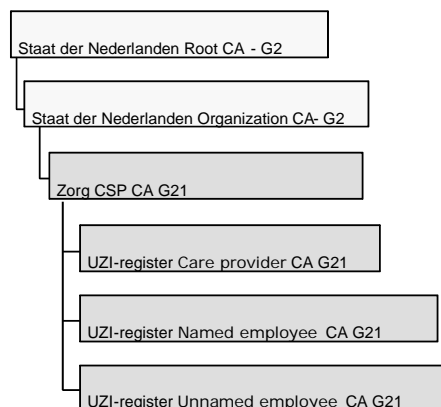 Staat der Nederlanden Root CA - G2
Staat der Nederlanden Organization CA- G2
Zorg CSP CA G21
UZI-register Care provider CA G21
UZI-register Named employee CA G21
UZI-register Unnamed employee CA G21